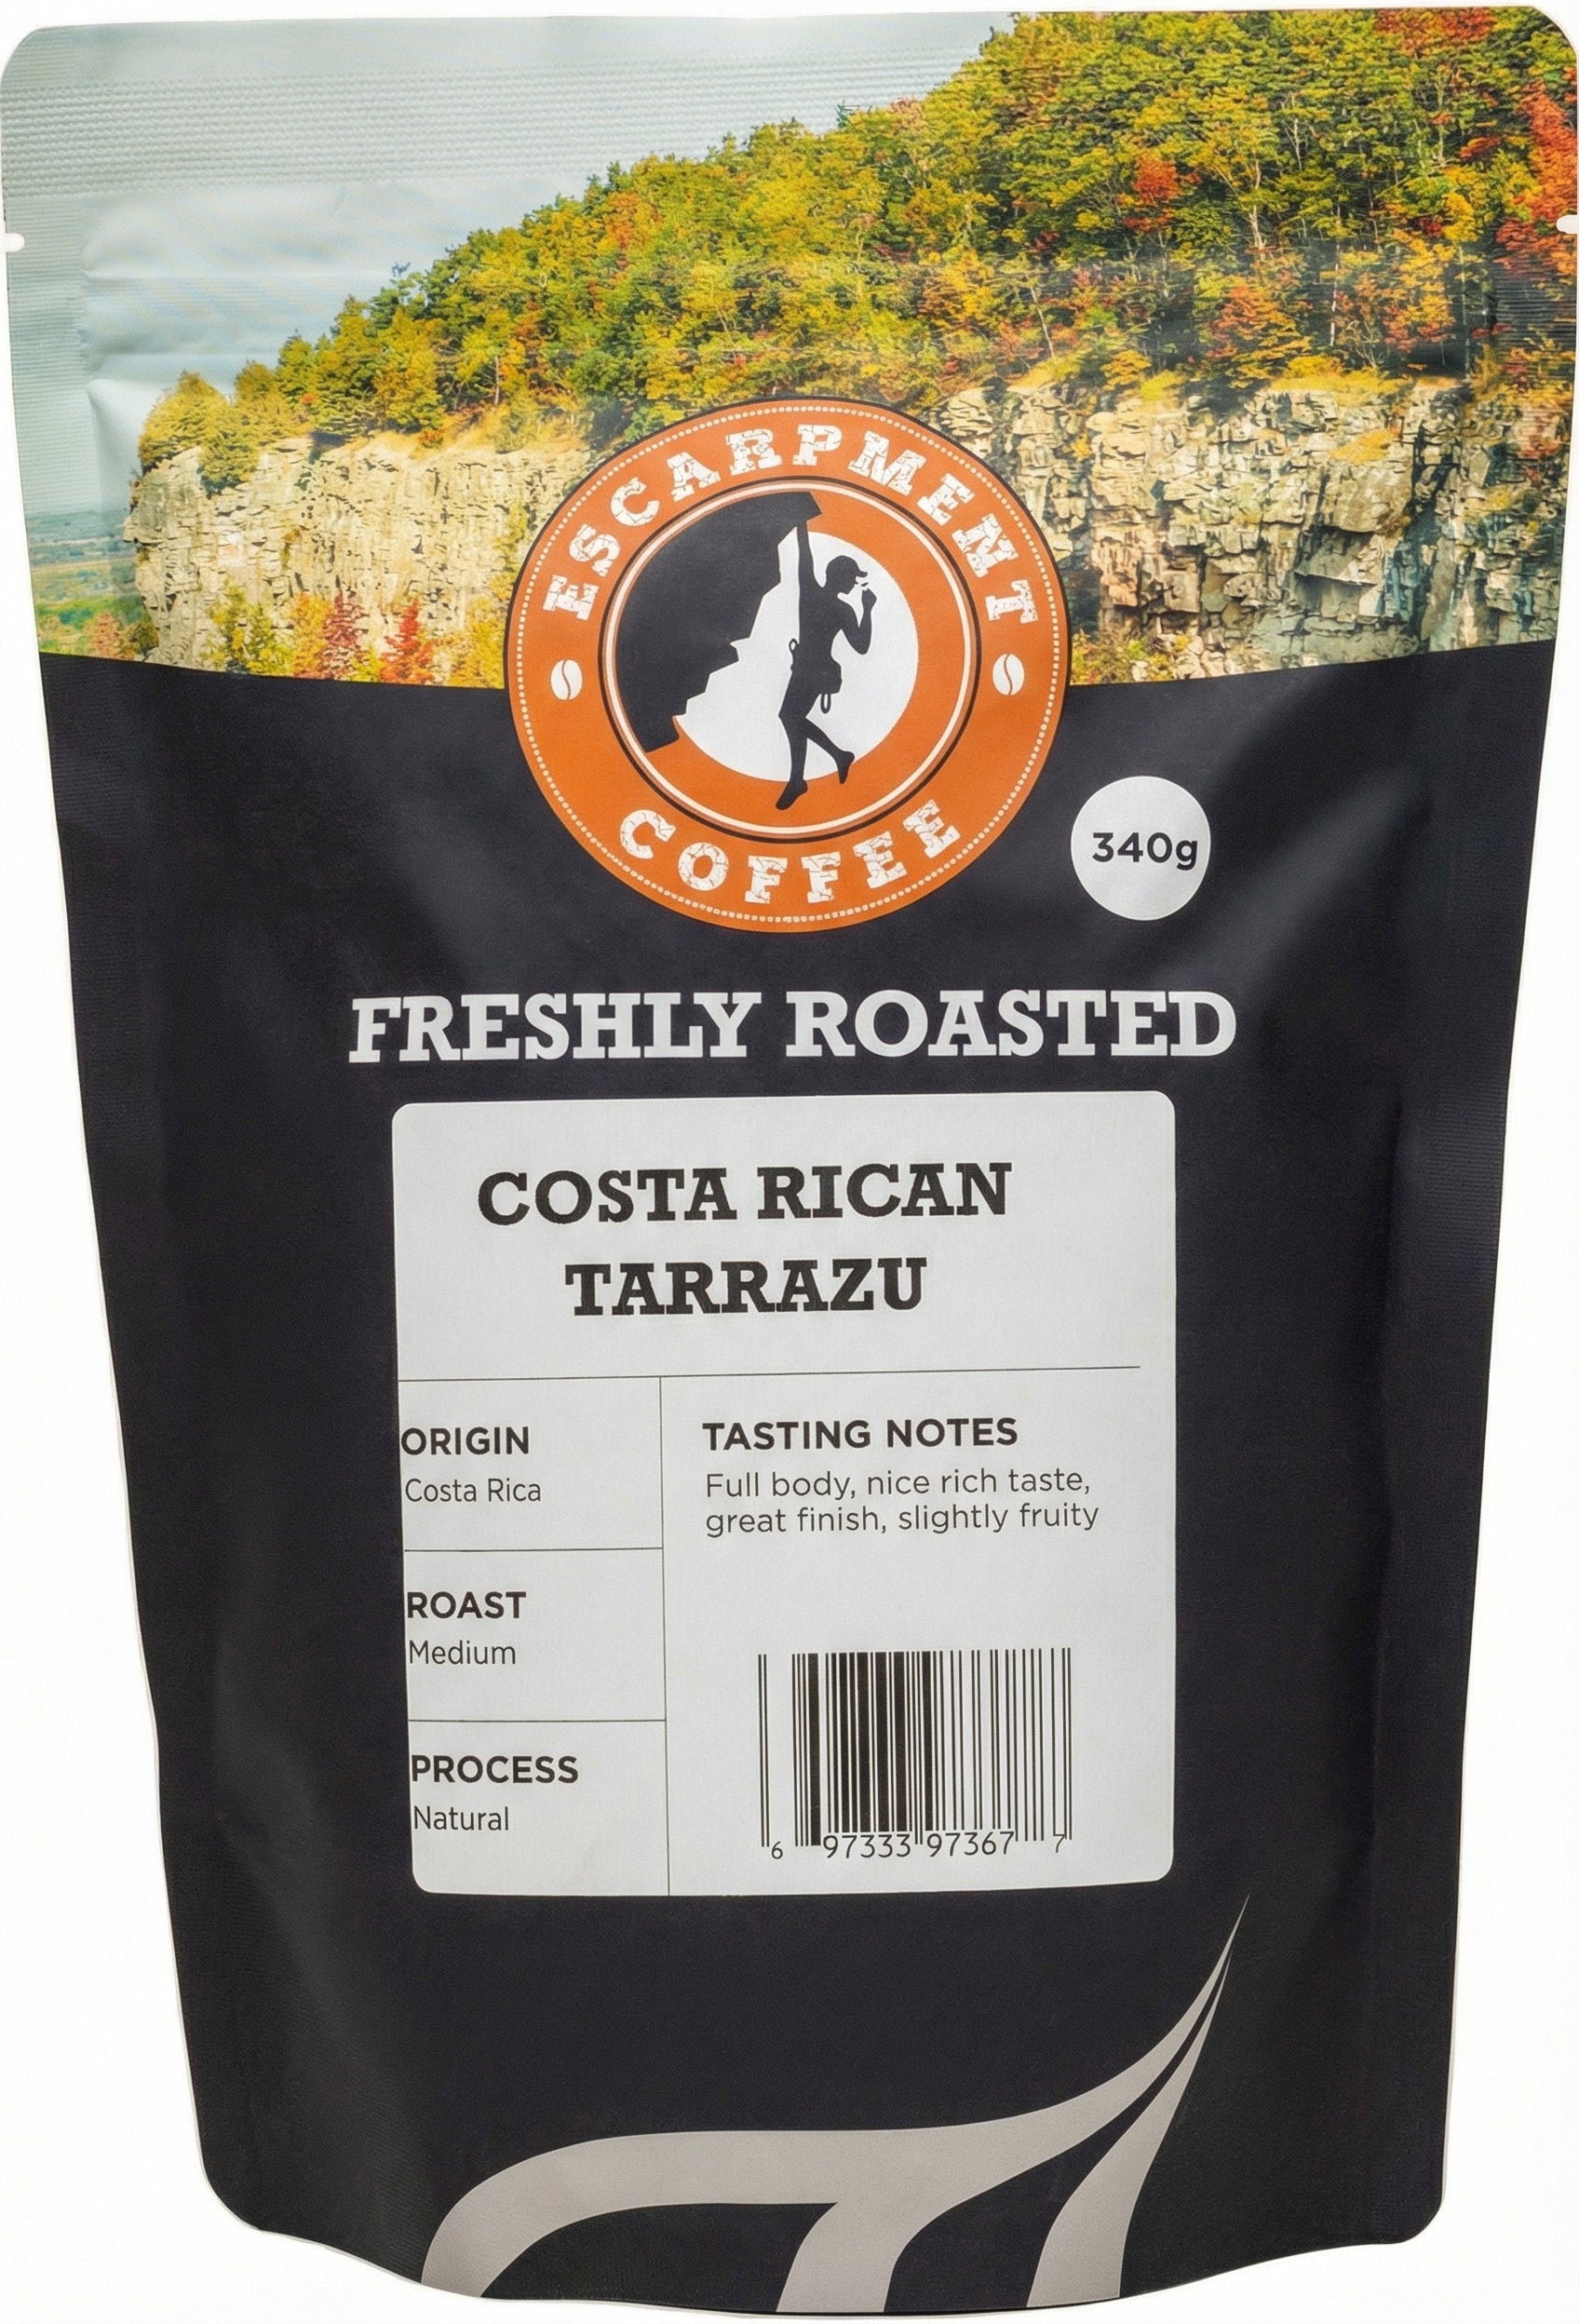 ESCARPMENT
COFFEE
340g
FRESHLY ROASTED
COSTA RICAN
TARRAZU
ORIGIN
Costa Rica
ROAST
Medium
PROCESS
Natural
TASTING NOTES
Full body, nice rich taste,
great finish, slightly fruity
6 97333 97367 7